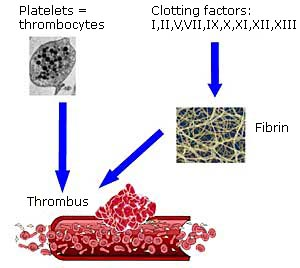 Platelets =
thrombocytes
Clotting factors:
I,II,V,VII,IX,X,XI,XII,XIII
Fibrin
Thrombus